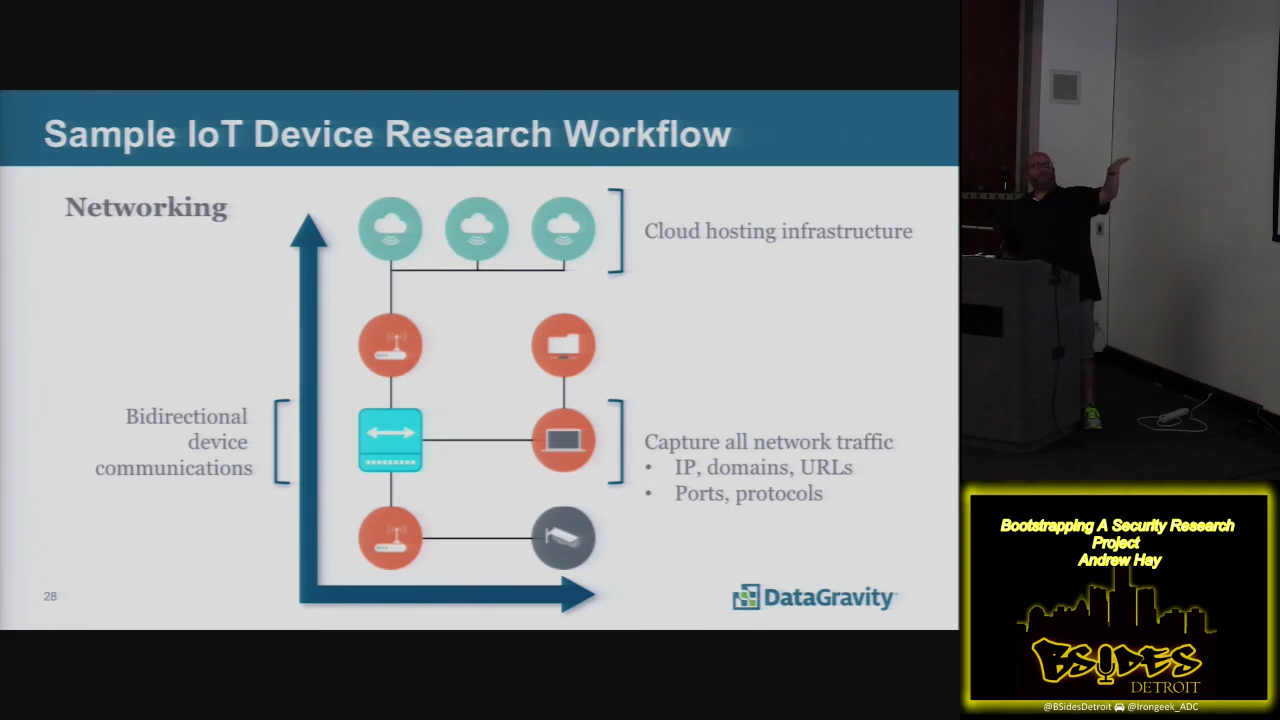 Sample IoT Device Research Workflow
Networking
Cloud hosting infrastructure
Bidirectional
device
communications
Capture all network traffic
• IP, domains, URLs
• Ports, protocols
28
DataGravity
Bootstrapping A Security Research
Project
Andrew Hay
BSIDES
DETROIT
@BSidesDetroit @Irongeek_ADC